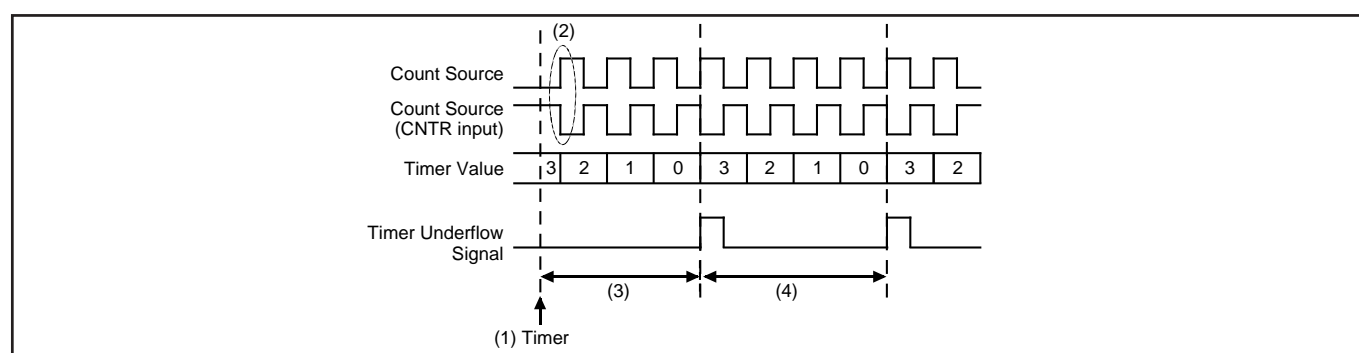 (2)
Count Source
Count Source
(CNTR input)
Timer Value 3 2 1 0 3 2 1 0 3 2
Timer Underflow
Signal
(3) (4)
(1) Timer